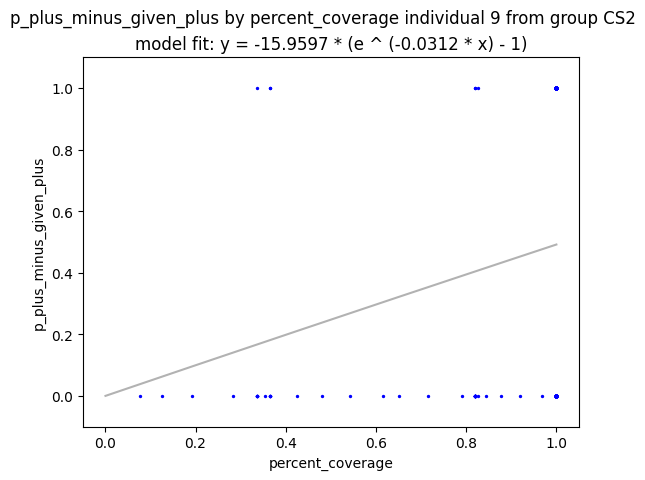 p_plus_minus_given_plus by percent_coverage individual 9 from group CS2
model fit: y = -15.9597 * (e ^ (-0.0312 * x) - 1)
1.0
0.8
0.6
0.4
0.2
0.0
p_plus_minus_given_plus
0.0 0.2 0.4 0.6 0.8 1.0
percent_coverage